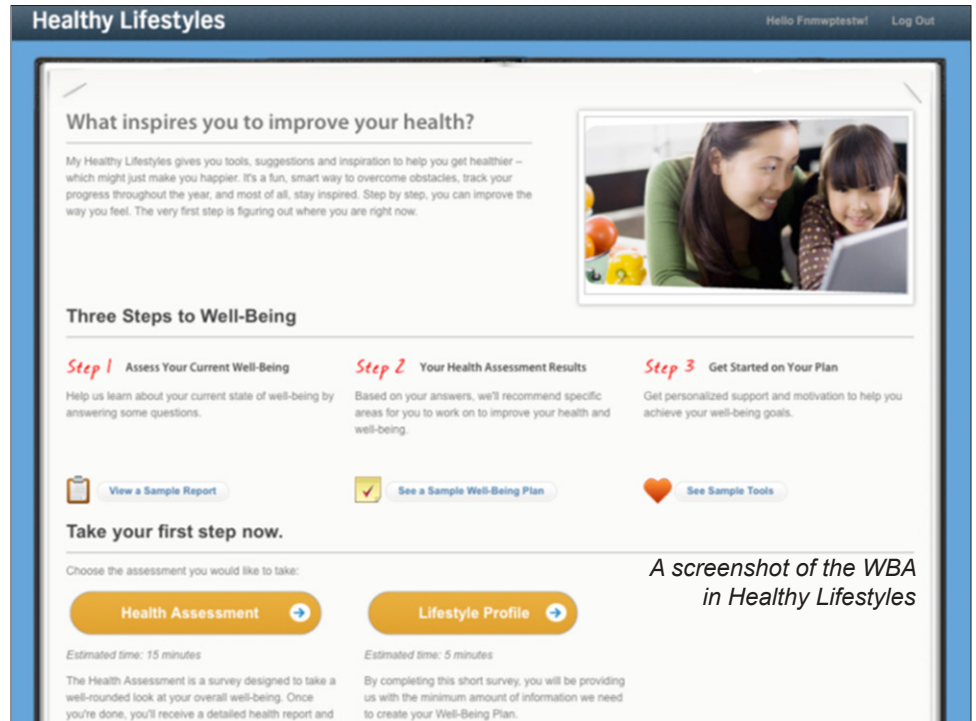 Healthy Lifestyles
Hello Fnmwptestw! Log Out
What inspires you to improve your health?
My Healthy Lifestyles gives you tools, suggestions and inspiration to help you get healthier –
which might just make you happier. It's a fun, smart way to overcome obstacles, track your
progress throughout the year, and most of all, stay inspired. Step by step, you can improve the
way you feel. The very first step is figuring out where you are right now.
Three Steps to Well-Being
Step 1 Assess Your Current Well-Being
Help us learn about your current state of well-being by
answering some questions.
View a Sample Report
Step 2 Your Health Assessment Results
Based on your answers, we'll recommend specific
areas for you to work on to improve your health and
well-being.
See a Sample Well-Being Plan
Step 3 Get Started on Your Plan
Get personalized support and motivation to help you
achieve your well-being goals.
See Sample Tools
Take your first step now.
Choose the assessment you would like to take:
Health Assessment
Estimated time: 15 minutes
The Health Assessment is a survey designed to take a
well-rounded look at your overall well-being. Once
you're done, you'll receive a detailed health report and
Lifestyle Profile
Estimated time: 5 minutes
By completing this short survey, you will be providing
us with the minimum amount of information we need
to create your Well-Being Plan.
A screenshot of the WBA
in Healthy Lifestyles